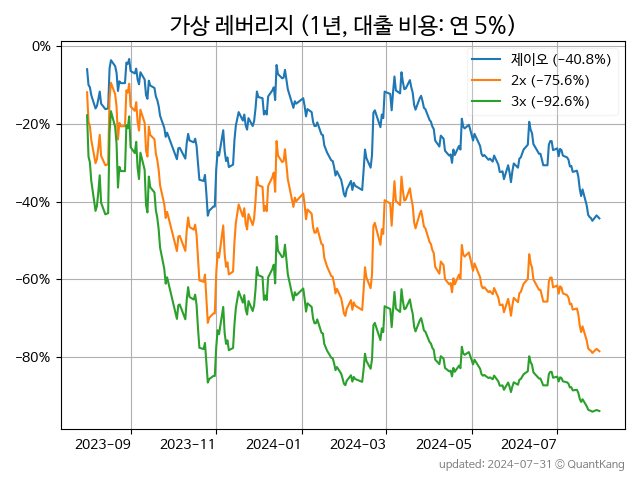 가상 레버리지 (1년, 대출 비용: 연 5%)
0%
−20%
−40%
−60%
−80%
제이오 (−40.8%)
2x (−75.6%)
3x (−92.6%)
2023-09
2023-11
2024-01
2024-03
2024-05
2024-07
updated: 2024-07-31 © QuantKang